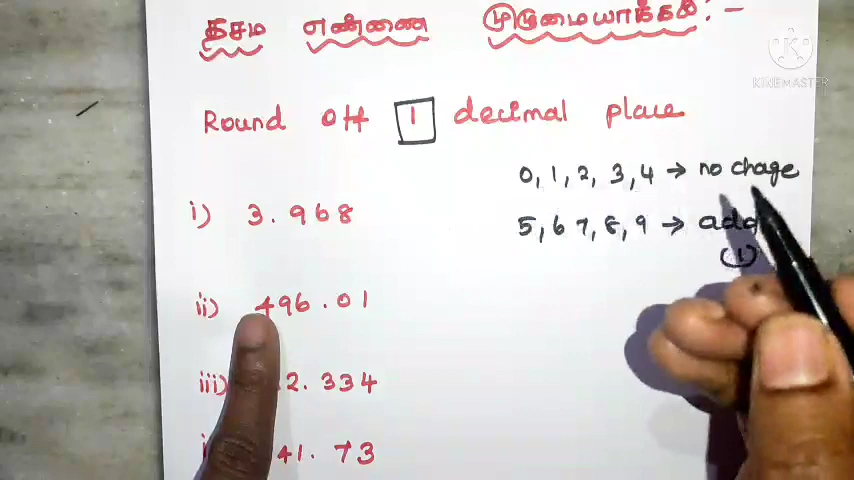 தசம எண்ணை முழுமையாக்கல் : -
KINEMASTER
Round off 1 decimal place
0, 1, 2, 3, 4 → no chage
5, 6 7, 8, 9 → add
(1)
i) 3.968
ii) 496.01
iii) 2.334
41.73